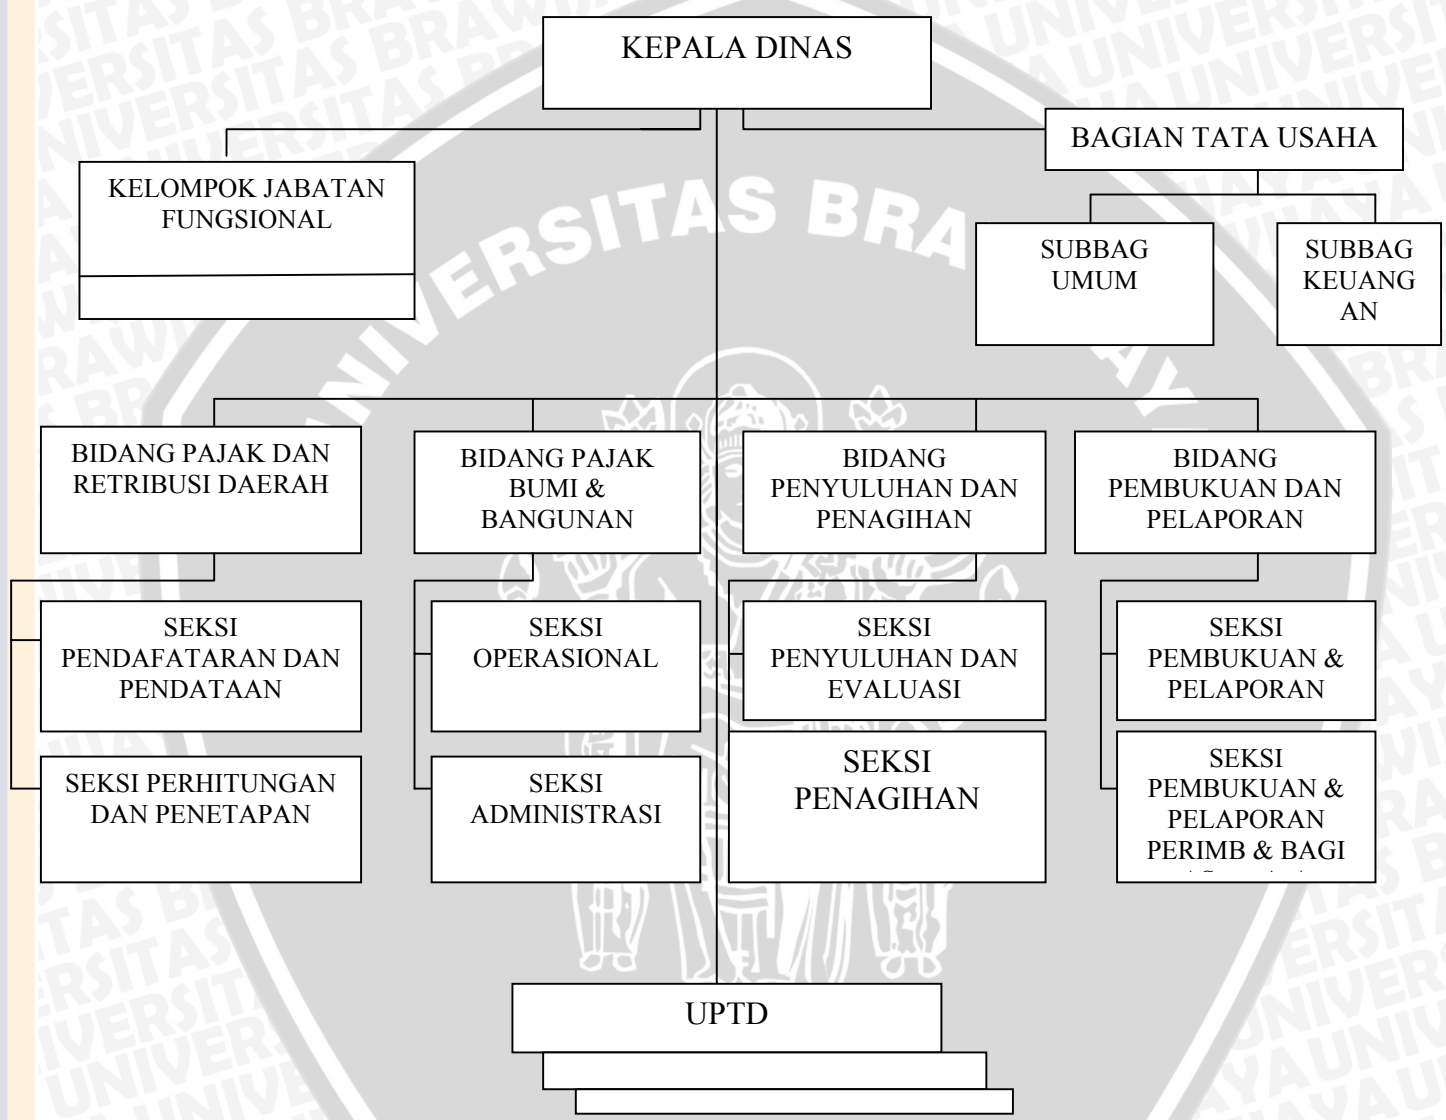 KEPALA DINAS
BAGIAN TATA USAHA
KELOMPOK JABATAN
FUNGSIONAL
SUBBAG
UMUM
SUBBAG
KEUANG
AN
BIDANG PAJAK DAN
RETRIBUSI DAERAH
BIDANG PAJAK
BUMI &
BANGUNAN
BIDANG
PENYULUHAN DAN
PENAGIHAN
BIDANG
PEMBUKUAN DAN
PELAPORAN
SEKSI
PENDAFATARAN DAN
PENDATAAN
SEKSI
OPERASIONAL
SEKSI
PENYULUHAN DAN
EVALUASI
SEKSI
PEMBUKUAN &
PELAPORAN
SEKSI PERHITUNGAN
DAN PENETAPAN
SEKSI
ADMINISTRASI
SEKSI
PENAGIHAN
SEKSI
PEMBUKUAN &
PELAPORAN
PERIMB & BAGI
UPTD
UNIVERSITAS BRA